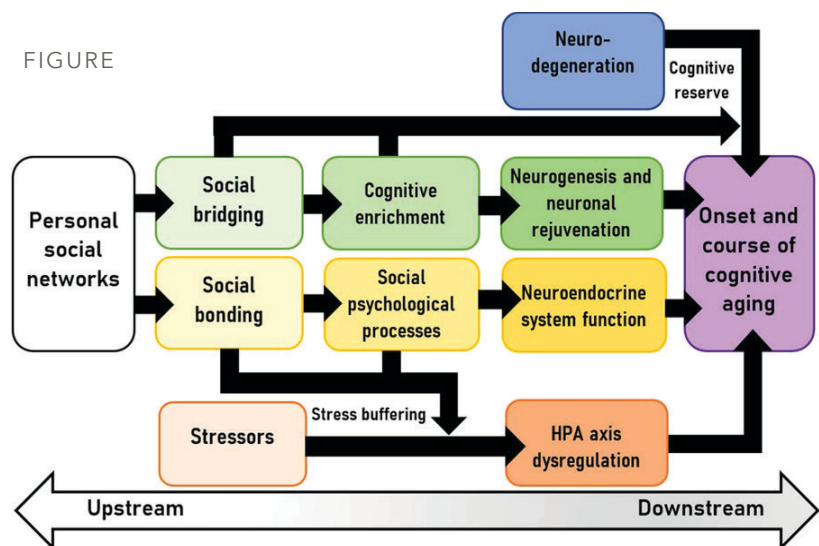 FIGURE
Neuro-
degeneration
Cognitive
reserve
Personal
social
networks
Social
bridging
Cognitive
enrichment
Neurogenesis and
neuronal
rejuvenation
Onset and
course of
cognitive
aging
Social
bonding
Social
psychological
processes
Neuroendocrine
system function
Stress buffering
Stressors
HPA axis
dysregulation
Upstream
Downstream